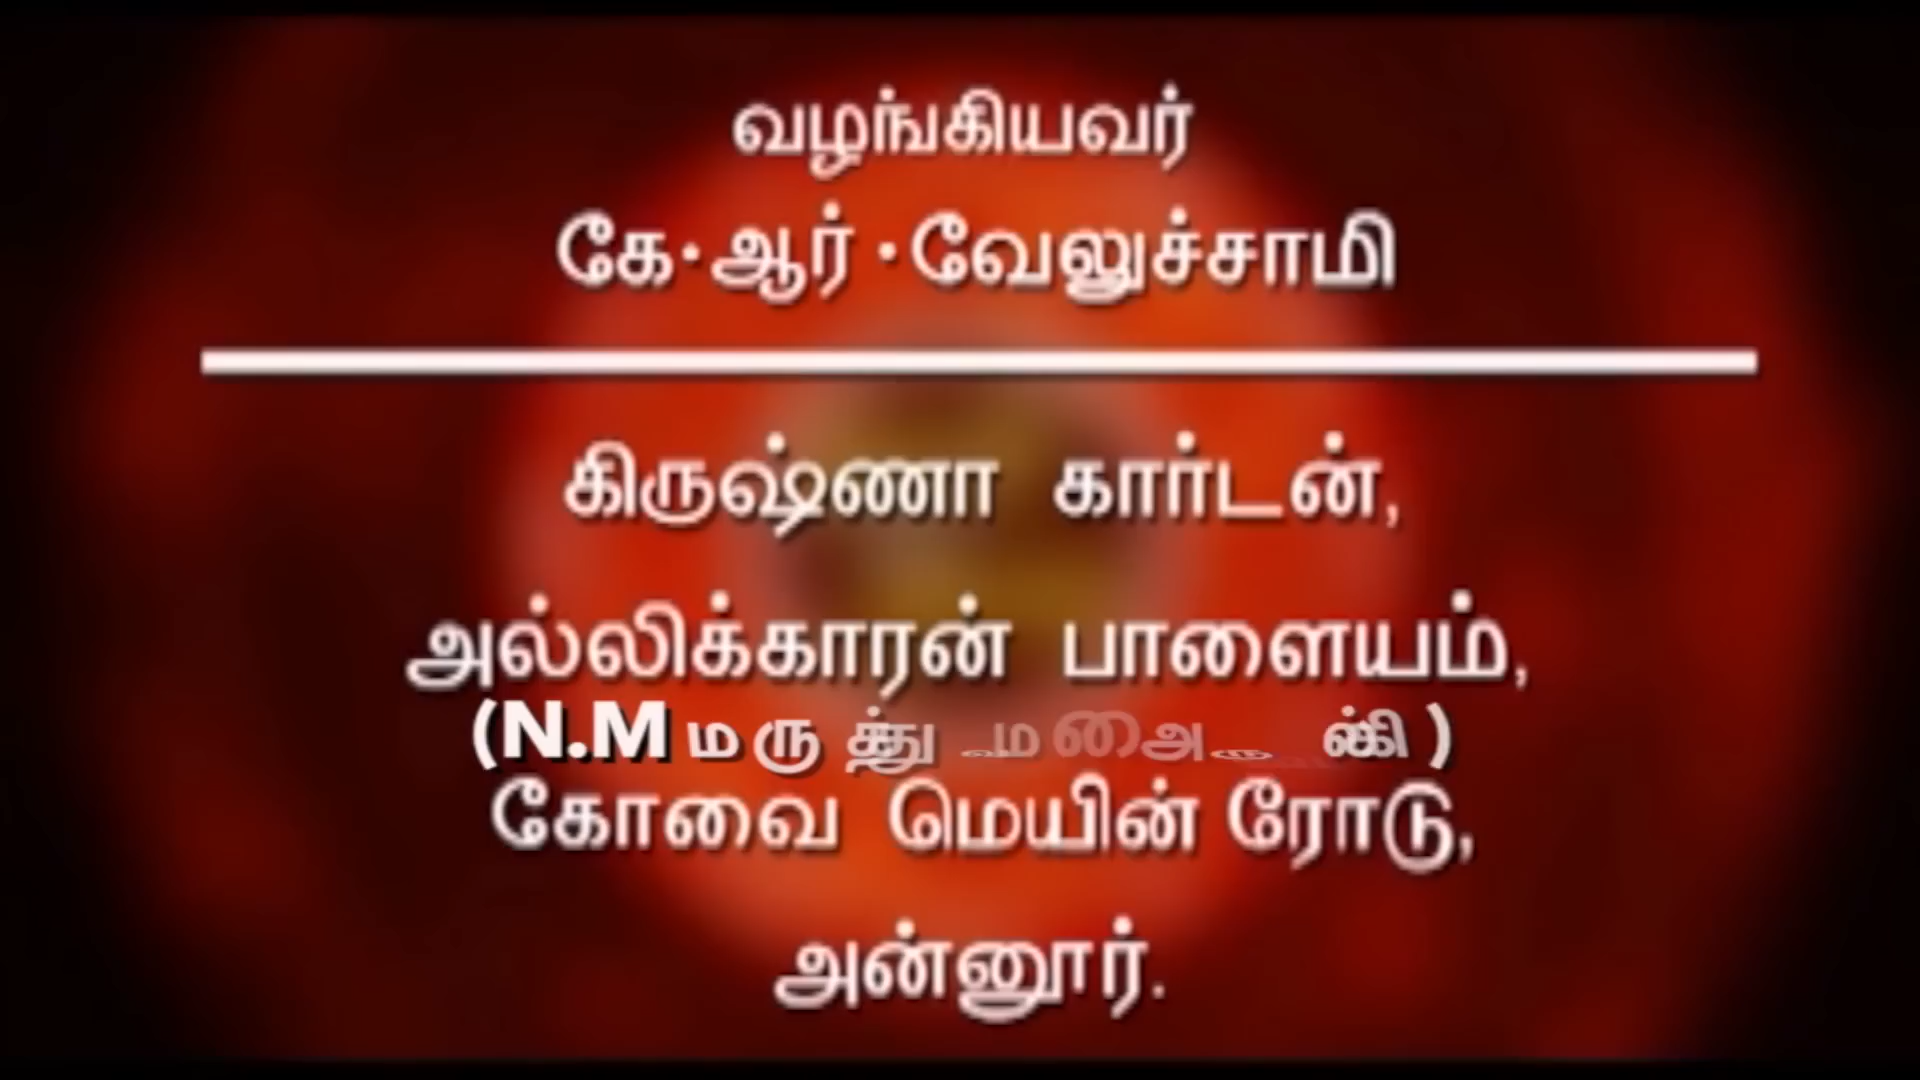 வழங்கியவர்
கே.ஆர்.வேலுச்சாமி
கிருஷ்ணா கார்டன்,
அல்லிக்காரன் பாளையம்,
(N.M மருத்து
கோவை மெயின் ரோடு,
அன்னூர்.